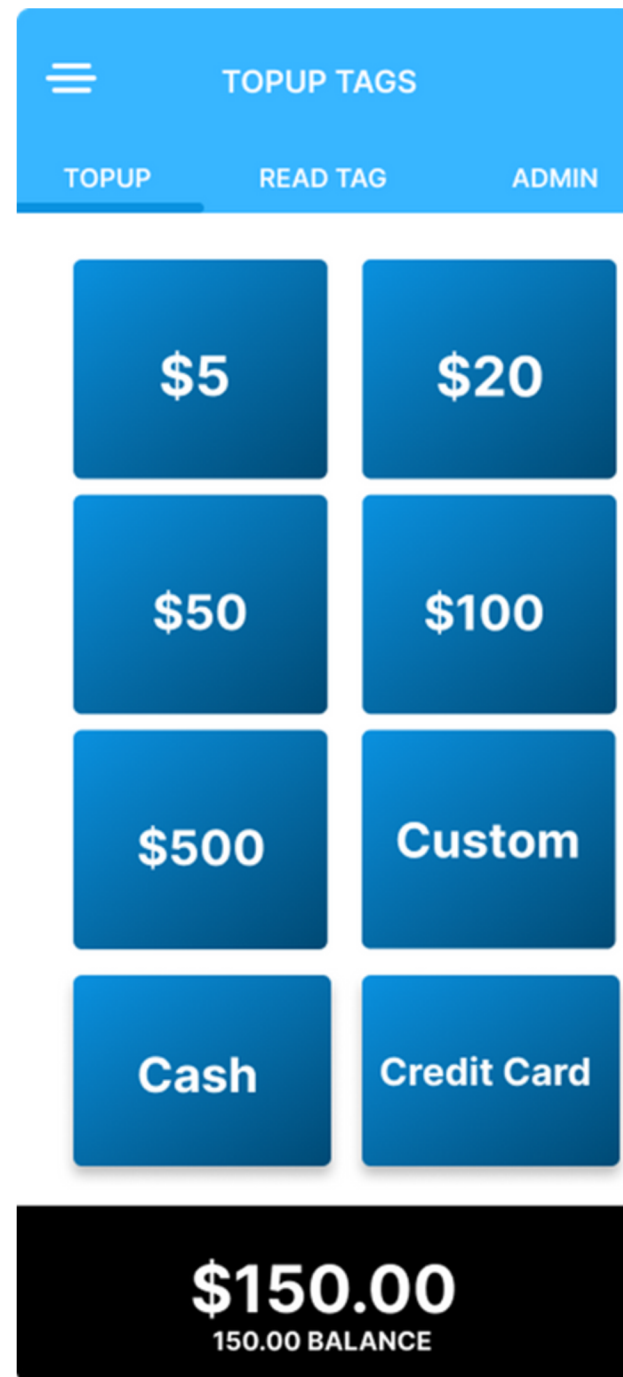 TOPUP TAGS
TOPUP READ TAG ADMIN
$5 $20
$50 $100
$500 Custom
Cash Credit Card
$150.00
150.00 BALANCE